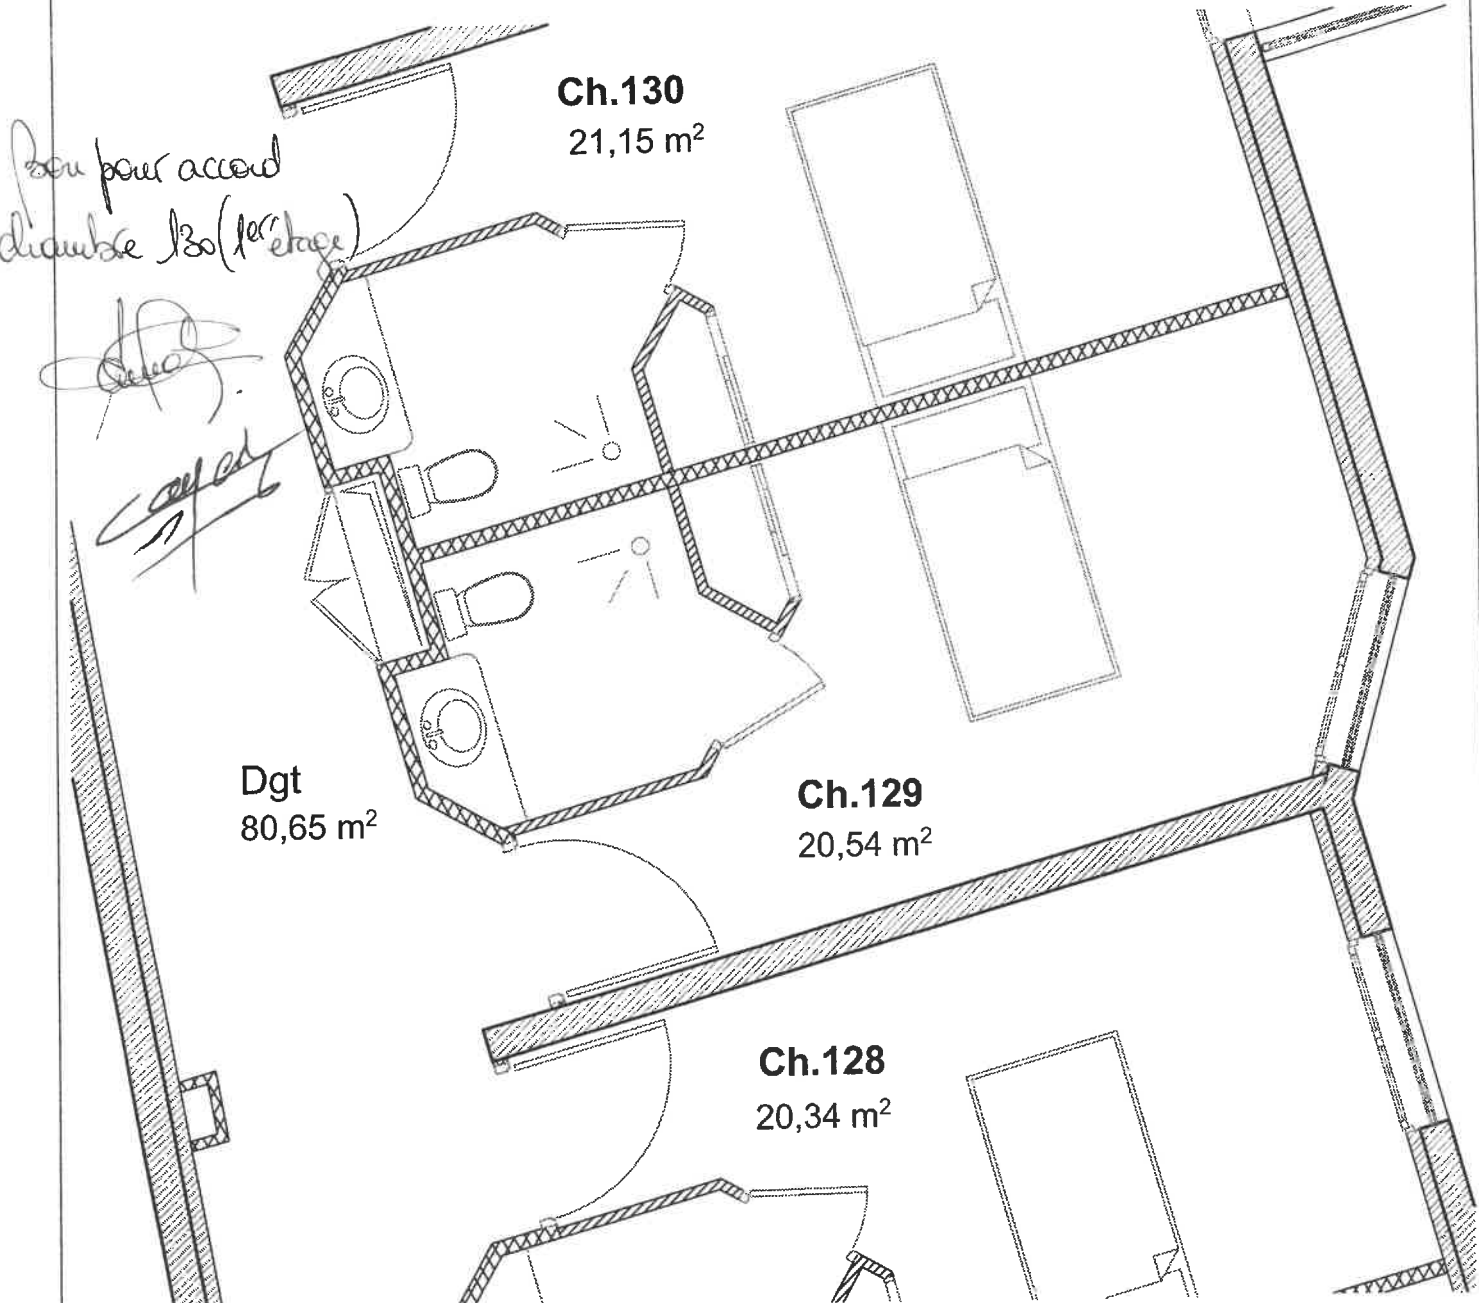 Ch.130
21,15 m²
Bon pour accord
chambre 130 (1er étage)
Dgt
80,65 m²
Ch.129
20,54 m²
Ch.128
20,34 m²